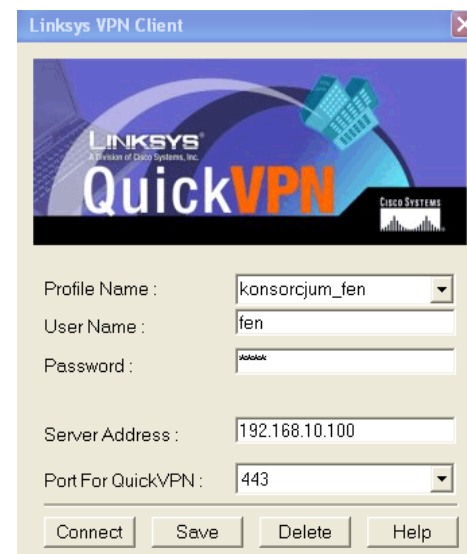 Linksys VPN Client
LINKSYS®
A Division of Cisco Systems, Inc.
QuickVPN
CISCO SYSTEMS
Profile Name : konsorcjum_fen
User Name : fen
Password : *****
Server Address : 192.168.10.100
Port For QuickVPN : 443
Connect Save Delete Help